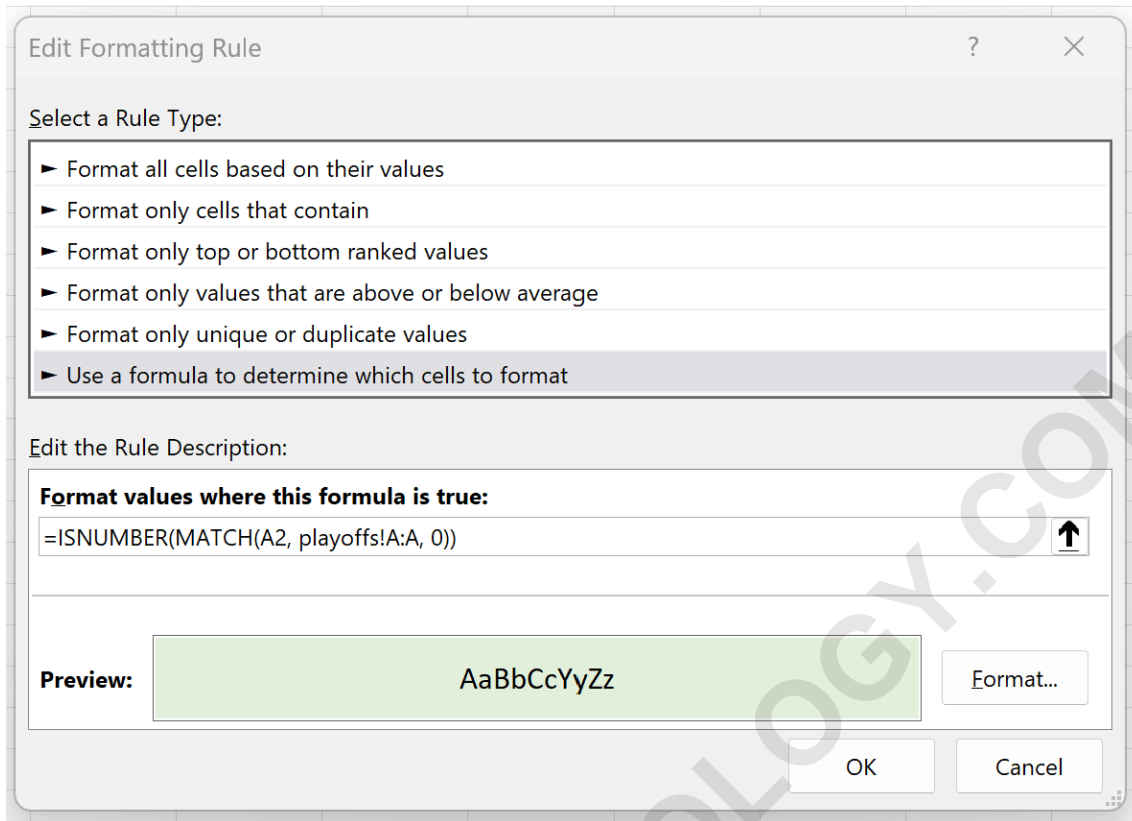 Edit Formatting Rule
?
Select a Rule Type:
► Format all cells based on their values
► Format only cells that contain
► Format only top or bottom ranked values
► Format only values that are above or below average
► Format only unique or duplicate values
► Use a formula to determine which cells to format
Edit the Rule Description:
Format values where this formula is true:
=ISNUMBER(MATCH(A2, playoffs!A:A, 0))
Preview:
AaBbCcYyZz
Format...
OK
Cancel
OLOGY.COM